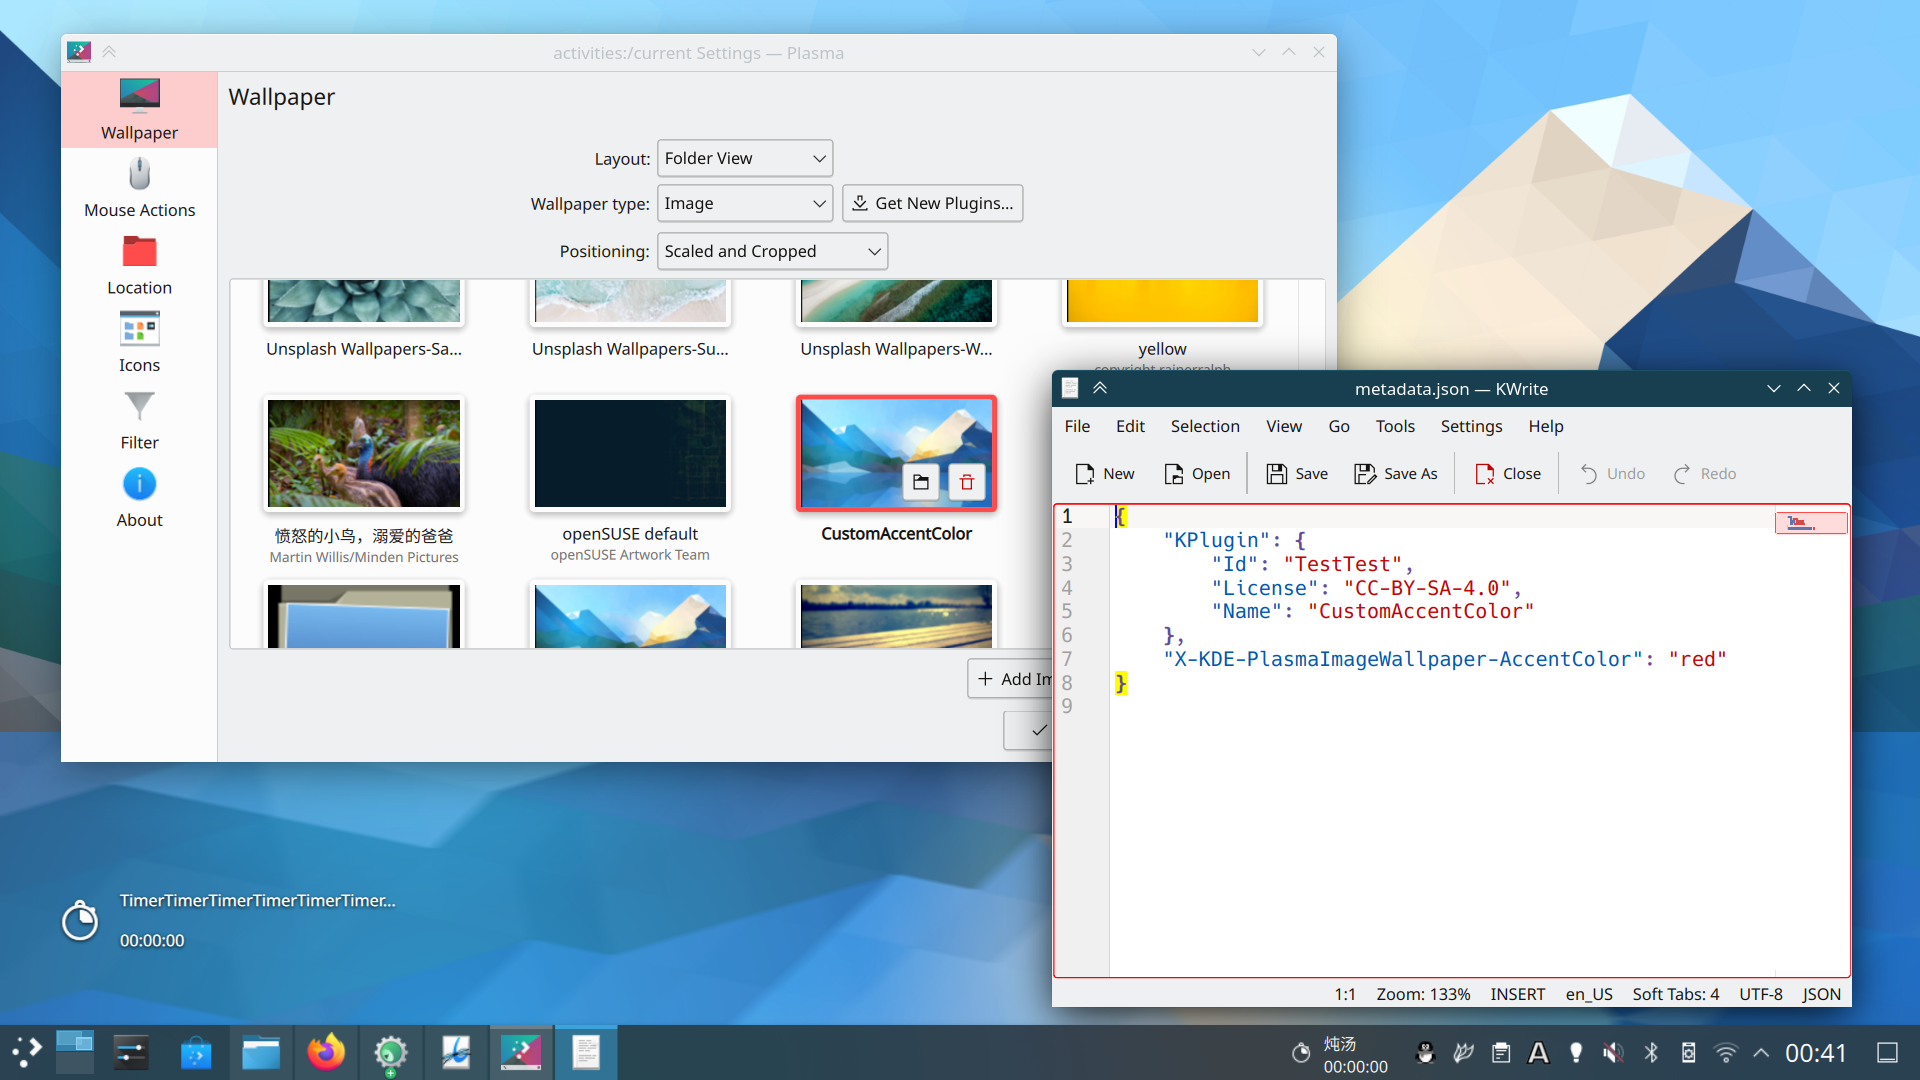 activities:/current Settings — Plasma
Wallpaper
Mouse Actions
Location
Icons
Filter
About
Wallpaper
Layout: Folder View
Wallpaper type: Image Get New Plugins...
Positioning: Scaled and Cropped
Unsplash Wallpapers-Sa... Unsplash Wallpapers-Su... Unsplash Wallpapers-W... yellow
愤怒的小鸟，溺爱的爸爸 openSUSE default CustomAccentColor
Martin Willis/Minden Pictures openSUSE Artwork Team
Add Im
metadata.json — KWrite
File Edit Selection View Go Tools Settings Help
New Open Save Save As Close Undo Redo
1 {
2 "KPlugin": {
3 "Id": "TestTest",
4 "License": "CC-BY-SA-4.0",
5 "Name": "CustomAccentColor"
6 },
7 "X-KDE-PlasmaImageWallpaper-AccentColor": "red"
8 }
9
1:1 Zoom: 133% INSERT en_US Soft Tabs: 4 UTF-8 JSON
TimerTimerTimerTimerTimerTimer...
00:00:00
炖汤
00:00:00
A
00:41